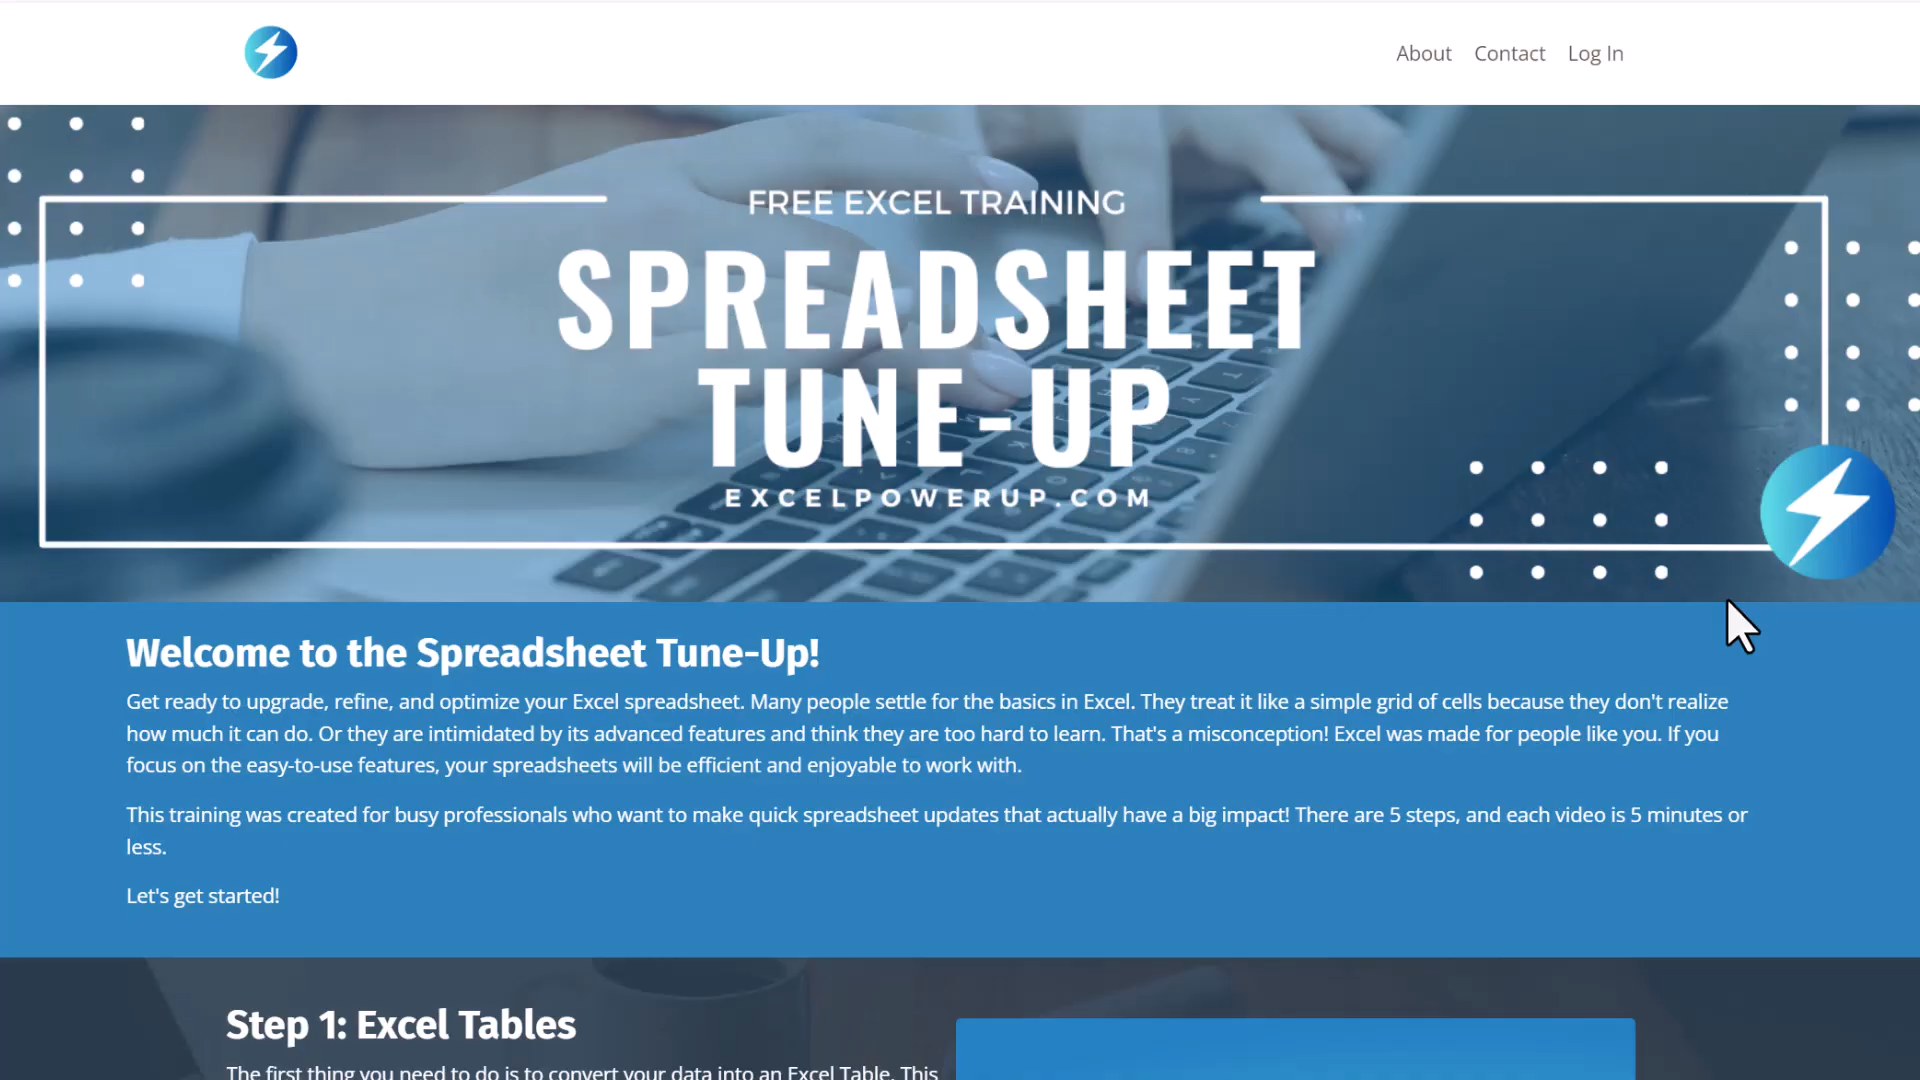 About Contact Log In
FREE EXCEL TRAINING
SPREADSHEET
TUNE-UP
EXCELPOWERUP.COM
Welcome to the Spreadsheet Tune-Up!
Get ready to upgrade, refine, and optimize your Excel spreadsheet. Many people settle for the basics in Excel. They treat it like a simple grid of cells because they don't realize
how much it can do. Or they are intimidated by its advanced features and think they are too hard to learn. That's a misconception! Excel was made for people like you. If you
focus on the easy-to-use features, your spreadsheets will be efficient and enjoyable to work with.
This training was created for busy professionals who want to make quick spreadsheet updates that actually have a big impact! There are 5 steps, and each video is 5 minutes or
less.
Let's get started!
Step 1: Excel Tables
The first thing you need to do is to convert your data into an Excel Table. This